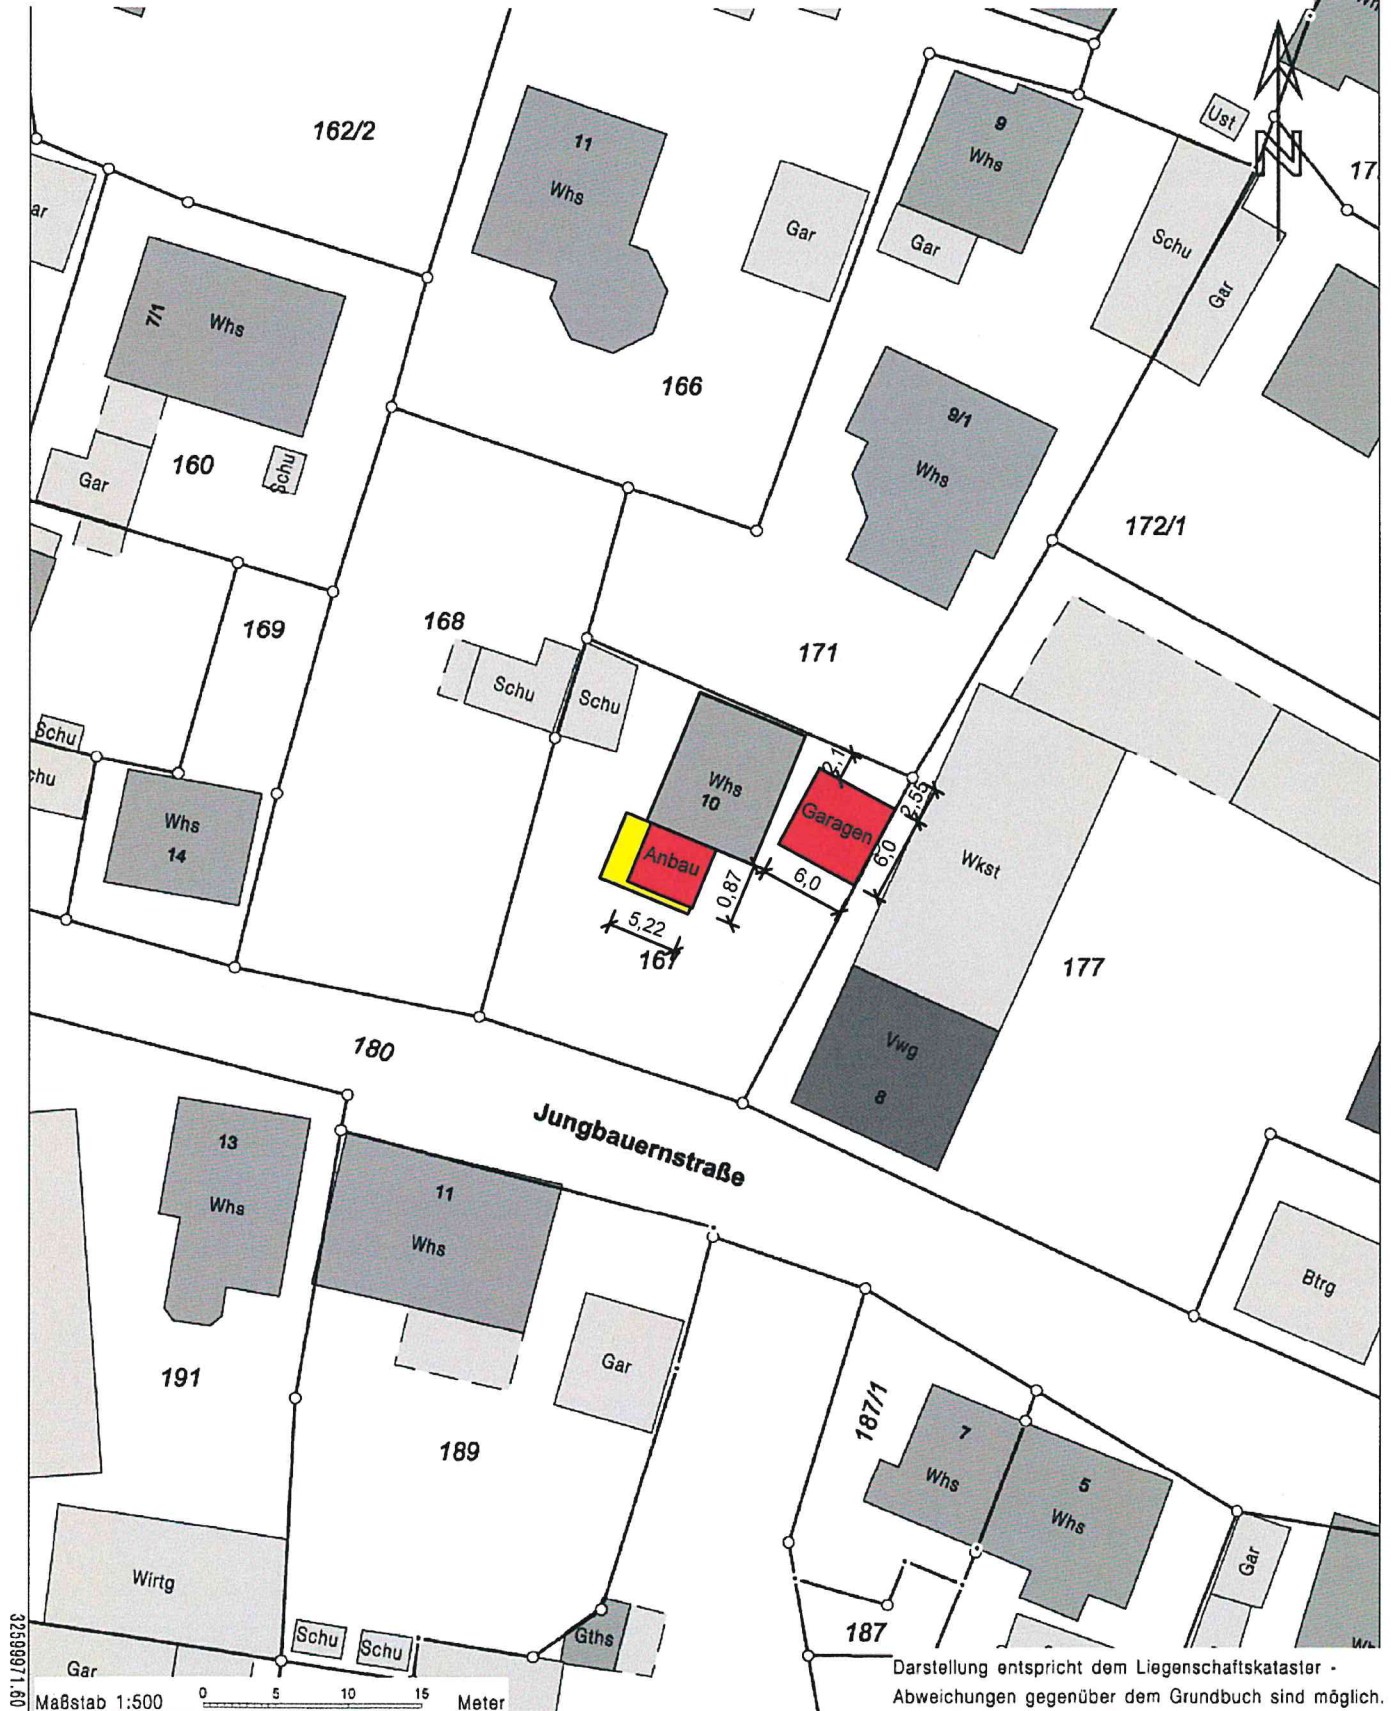 162/2
11
Whs
9
Whs
Ust
Gar
Gar
Schu
Gar
7/1
Whs
166
9/1
Whs
160
Schu
Gar
172/1
169
168
171
Schu
Schu
Schu
Whs
10
2,1
Garagen
2,55
6,0
Wkst
Whs
14
Anbau
0,87
6,0
5,22
167
177
180
Vwg
8
Jungbauernstraße
13
Whs
11
Whs
Btrg
Gar
191
187/1
189
7
Whs
5
Whs
Gar
Wirtg
Schu
Schu
Gths
187
Gar
Maßstab 1:500
0 5 10 15 Meter
Darstellung entspricht dem Liegenschaftskataster -
Abweichungen gegenüber dem Grundbuch sind möglich.